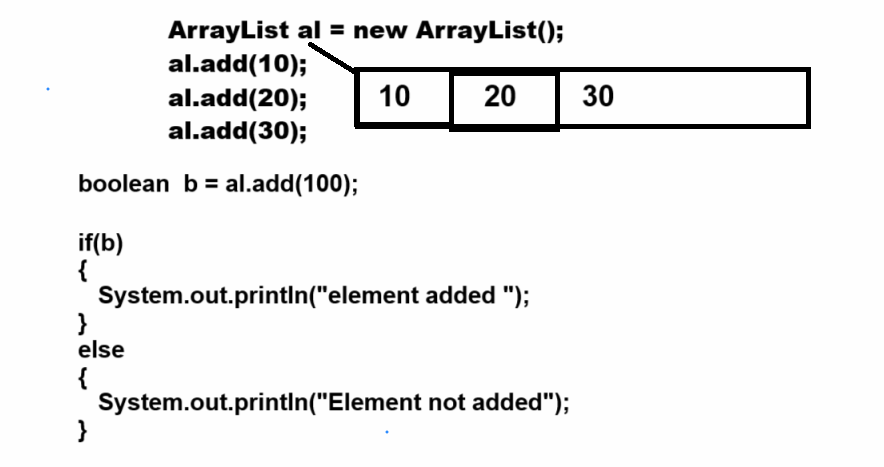 ArrayList al = new ArrayList();
al.add(10);
al.add(20);
al.add(30);
10 20 30
boolean  b = al.add(100);
if(b)
{
System.out.println("element added ");
}
else
{
System.out.println("Element not added");
}